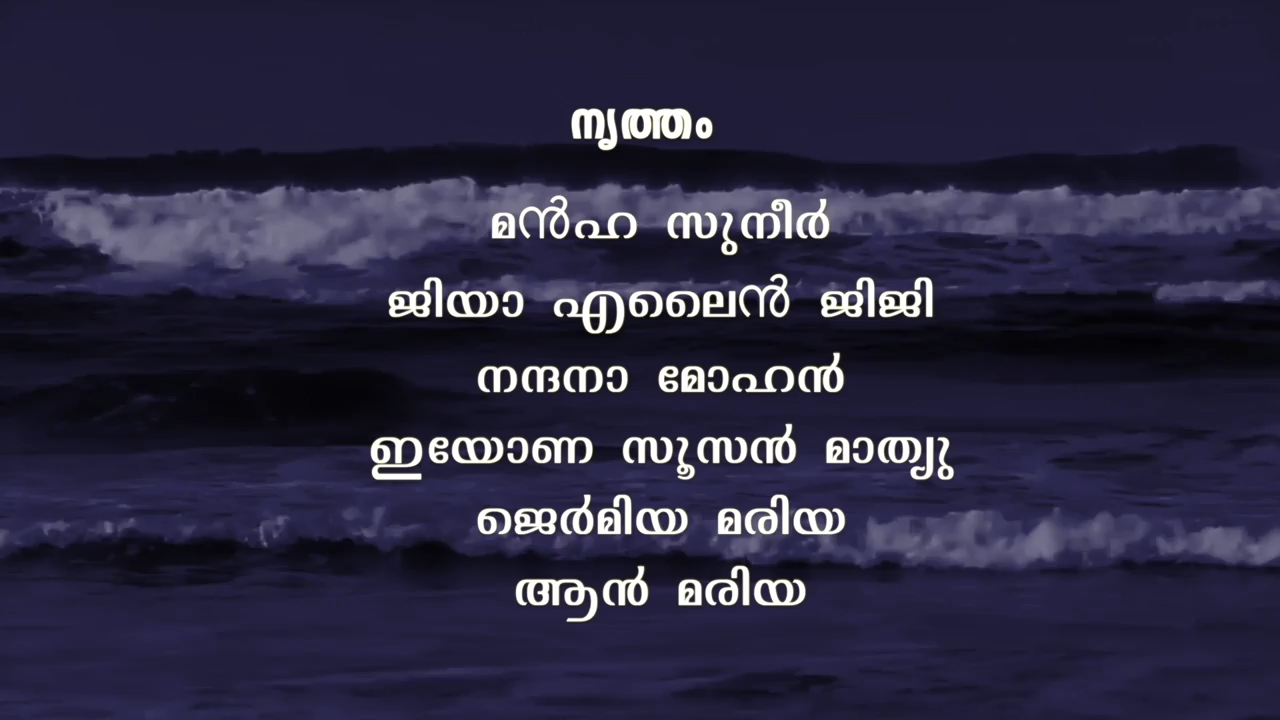 നൃത്തം
മൻഹ സുനീർ
ജിയാ എലൈൻ ജിജി
നന്ദനാ മോഹൻ
ഇയോണ സൂസൻ മാത്യു
ജെർമിയ മരിയ
ആൻ മരിയ